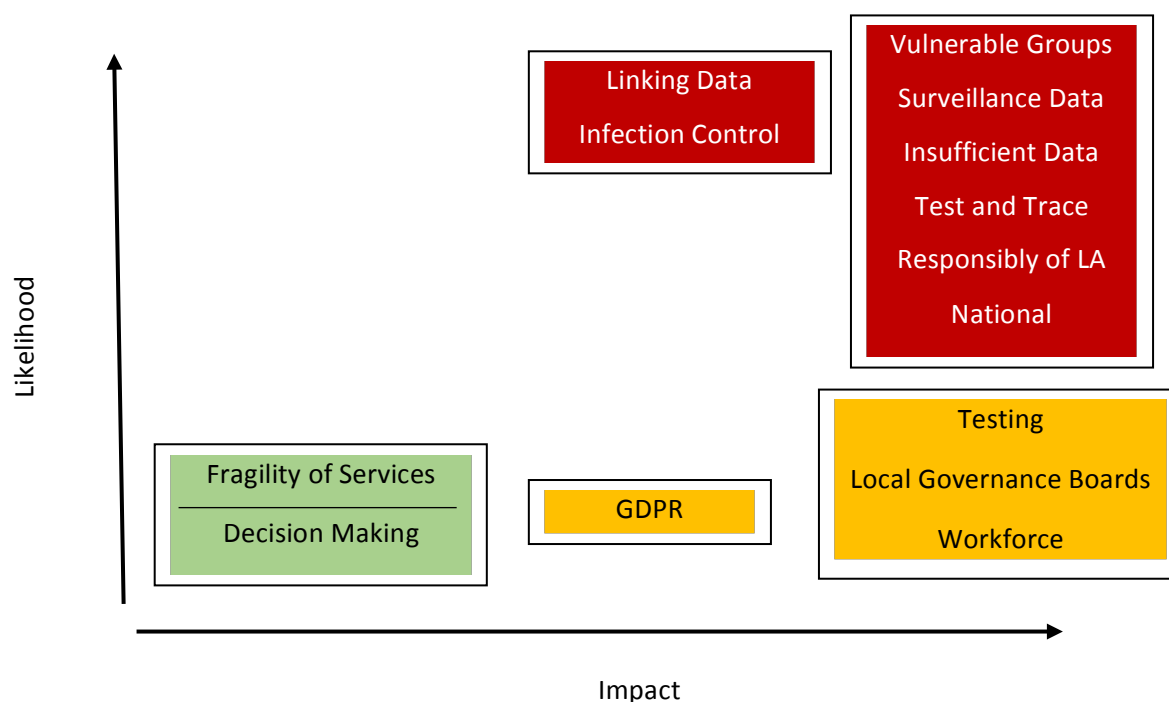 Linking Data
Infection Control
Vulnerable Groups
Surveillance Data
Insufficient Data
Test and Trace
Responsibly of LA
National
Likelihood
Fragility of Services
Decision Making
GDPR
Testing
Local Governance Boards
Workforce
Impact